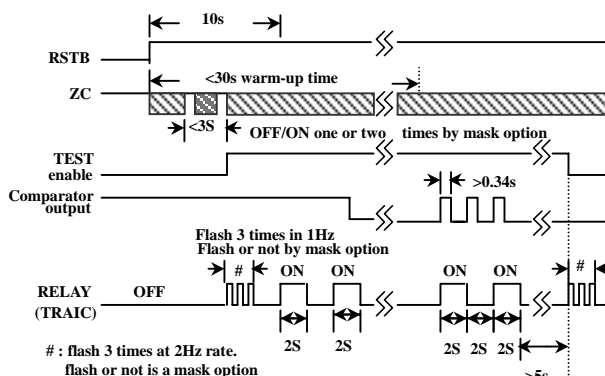 10s
RSTB
<30s warm-up time
ZC
<3S OFF/ON one or two times by mask option
TEST
enable
>0.34s
Comparator
output
Flash 3 times in 1Hz
Flash or not by mask option
# ON ON ON ON #
RELAY OFF
(TRAIC)
2S 2S 2S 2S 2S
# : flash 3 times at 2Hz rate.
flash or not is a mask option
>5s